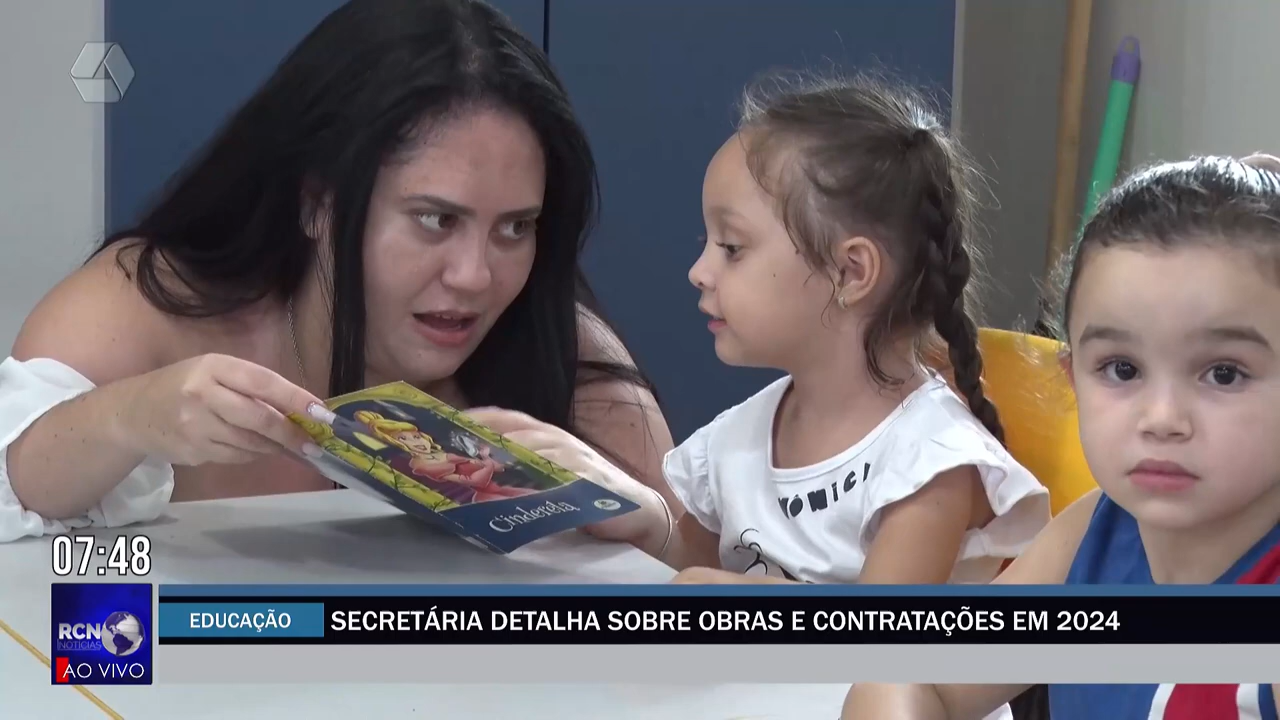 Cinderela
07:48
RCN
NOTÍCIAS
AO VIVO
EDUCAÇÃO
SECRETÁRIA DETALHA SOBRE OBRAS E CONTRATAÇÕES EM 2024